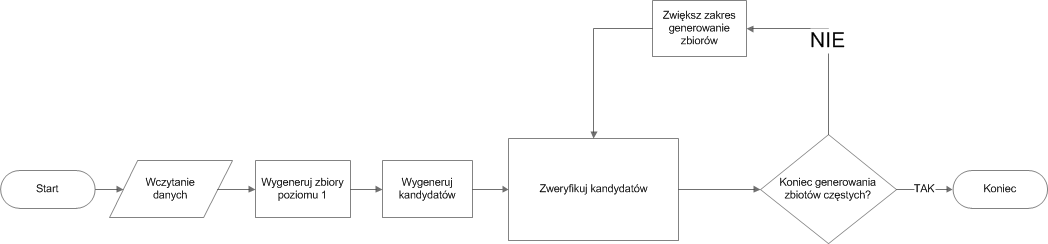 Zwiększ zakres
generowanie
zbiorów
NIE
Start
Wczytanie
danych
Wygeneruj zbiory
poziomu 1
Wygeneruj
kandydatów
Zweryfikuj kandydatów
Koniec generowania
zbiotów częstych?
TAK
Koniec